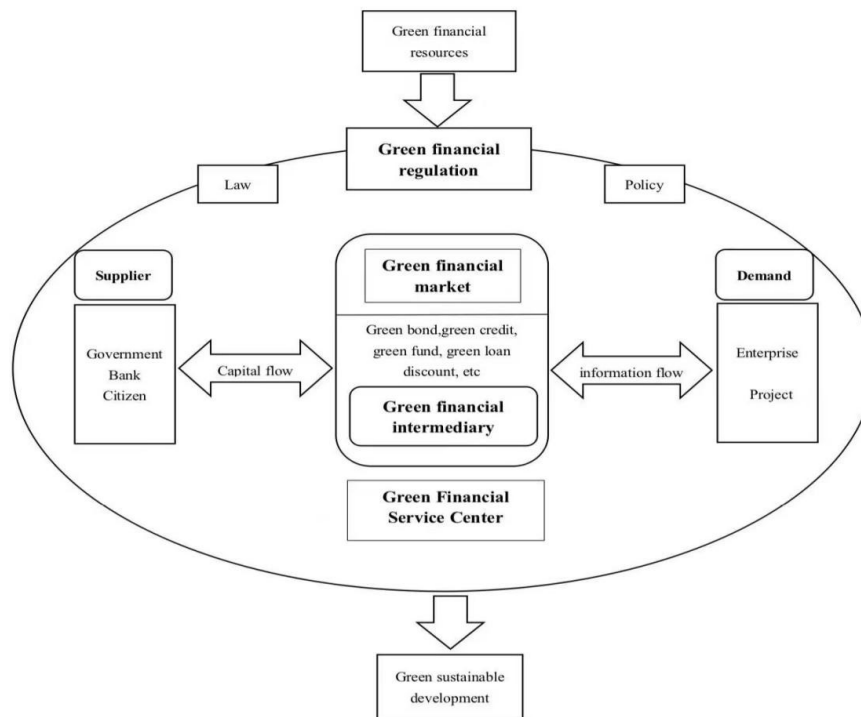 Green financial
resources
Green financial
regulation
Law
Policy
Supplier
Green financial
market
Demand
Government
Bank
Citizen
Capital flow
Green bond,green credit,
green fund, green loan
discount, etc
information flow
Enterprise
Project
Green financial
intermediary
Green Financial
Service Center
Green sustainable
development